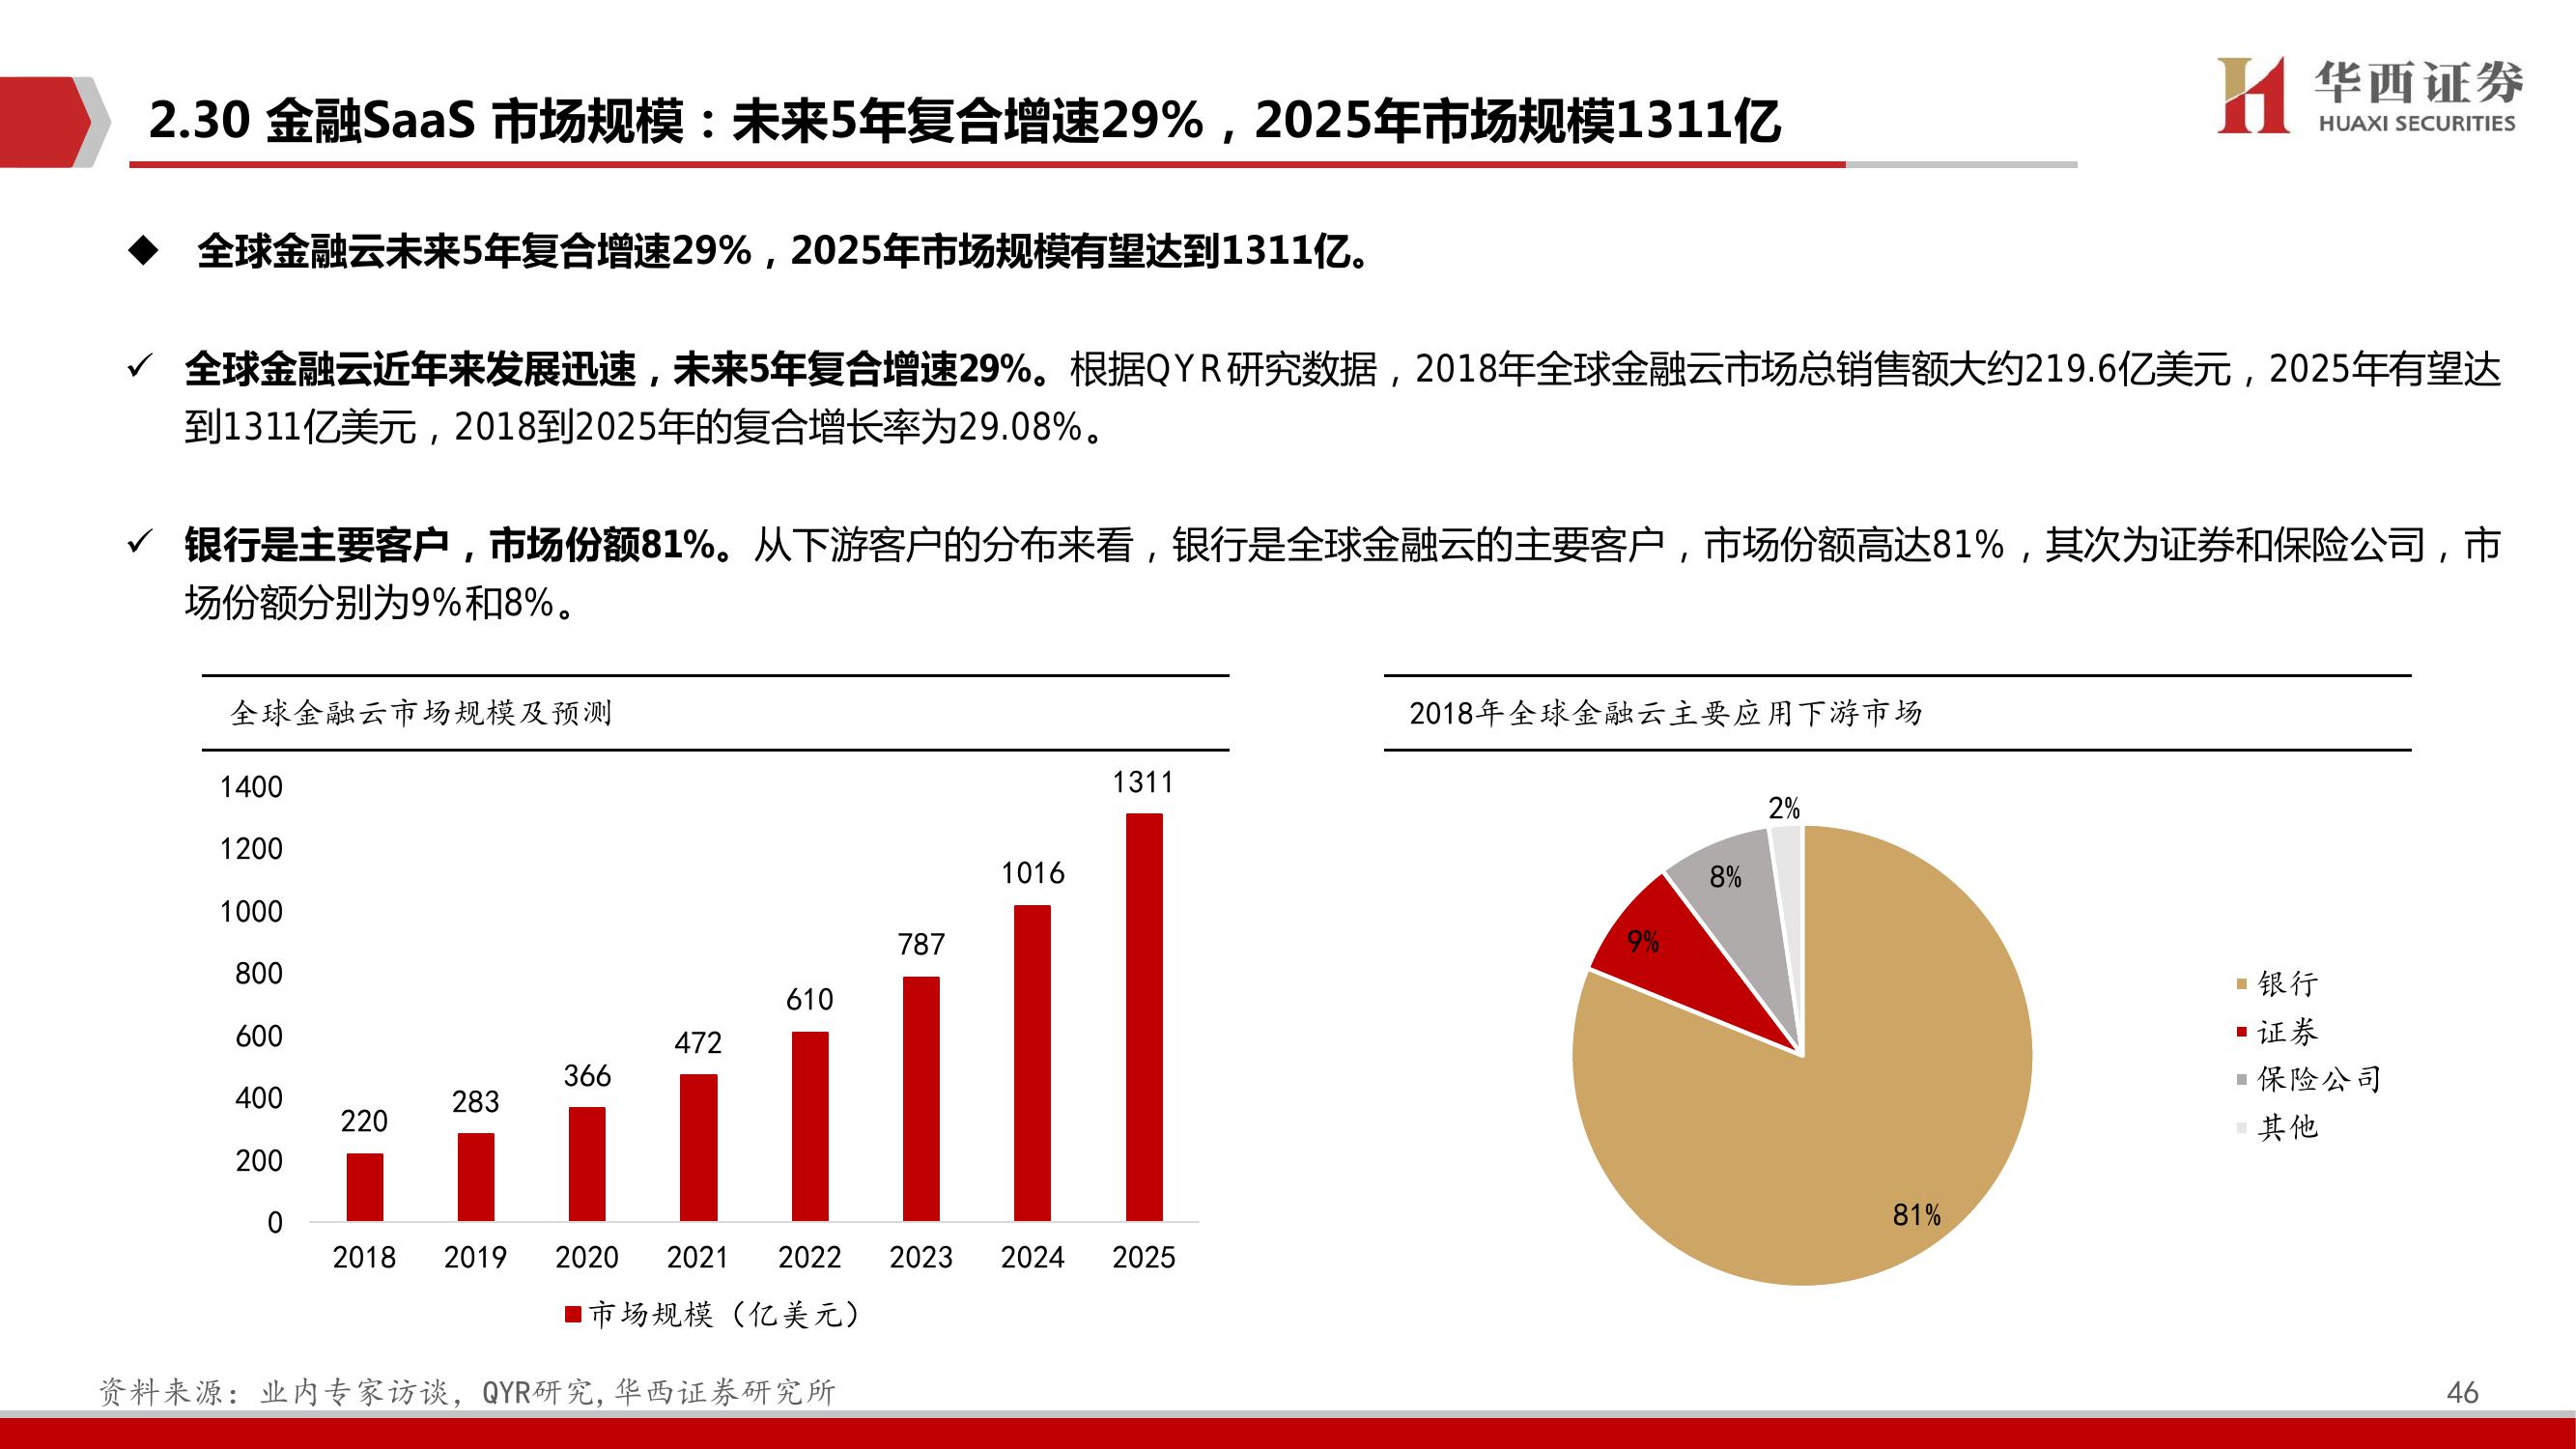 华西证券
HUAXI SECURITIES
2.30 金融SaaS 市场规模：未来5年复合增速29%，2025年市场规模1311亿
◆ 全球金融云未来5年复合增速29%，2025年市场规模有望达到1311亿。
✓ 全球金融云近年来发展迅速，未来5年复合增速29%。根据QYR研究数据，2018年全球金融云市场总销售额大约219.6亿美元，2025年有望达
到1311亿美元，2018到2025年的复合增长率为29.08%。
✓ 银行是主要客户，市场份额81%。从下游客户的分布来看，银行是全球金融云的主要客户，市场份额高达81%，其次为证券和保险公司，市
场份额分别为9%和8%。
全球金融云市场规模及预测
1400
1200
1000
800
600
400
200
0
220
283
366
472
610
787
1016
1311
2018 2019 2020 2021 2022 2023 2024 2025
市场规模（亿美元）
2018年全球金融云主要应用下游市场
2%
8%
9%
81%
银行
证券
保险公司
其他
资料来源：业内专家访谈，QYR研究,华西证券研究所
46